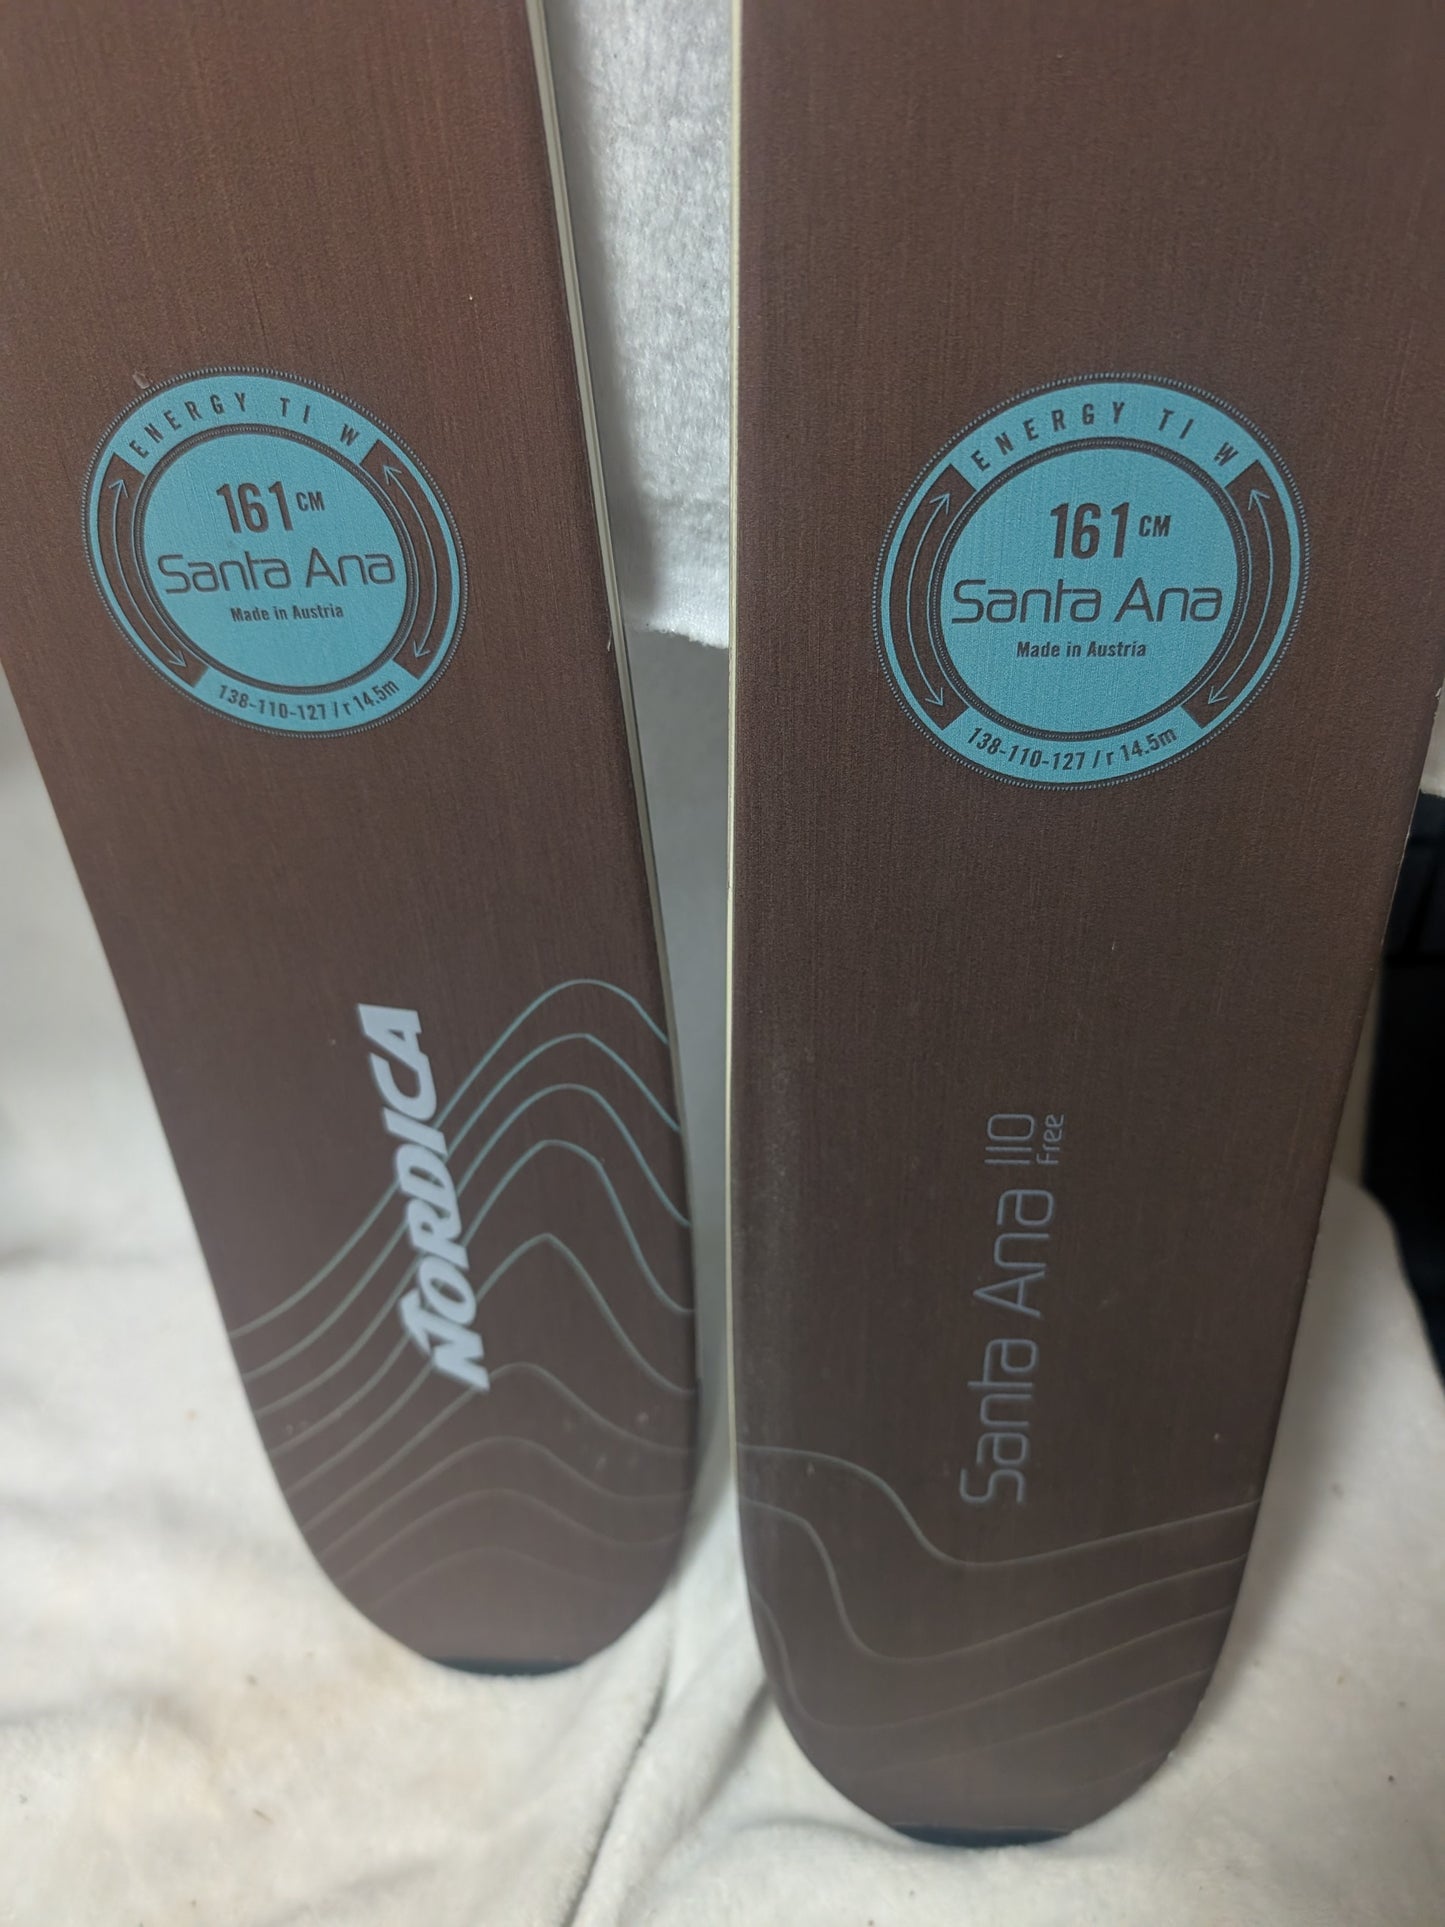 ENERGY TI W
161 CM
Santa Ana
Made in Austria
138-110-127 / r 14.5m
NORDICA
ENERGY TI W
161 CM
Santa Ana
Made in Austria
138-110-127 / r 14.5m
Santa Ana 110
Free